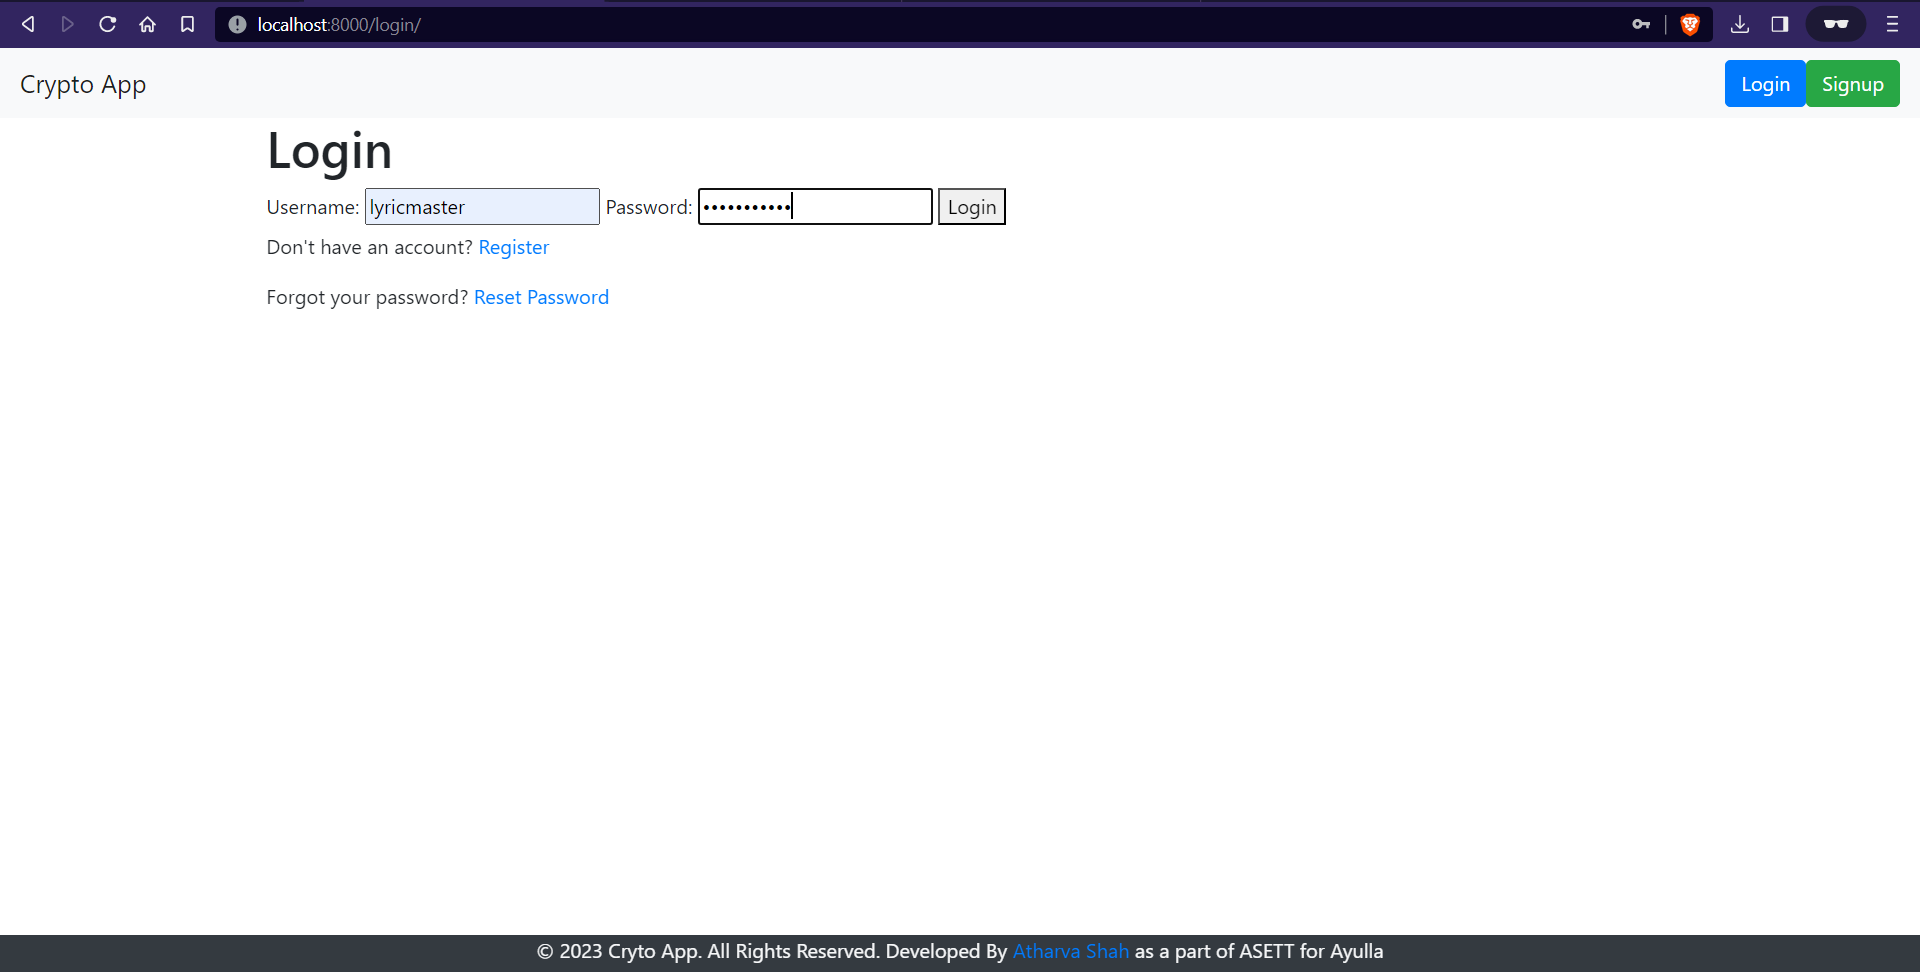 localhost:8000/login/
Crypto App
Login Signup
Login
Username: lyricmaster Password: ••••••••••• Login
Don't have an account? Register
Forgot your password? Reset Password
© 2023 Cryto App. All Rights Reserved. Developed By Atharva Shah as a part of ASETT for Ayulla